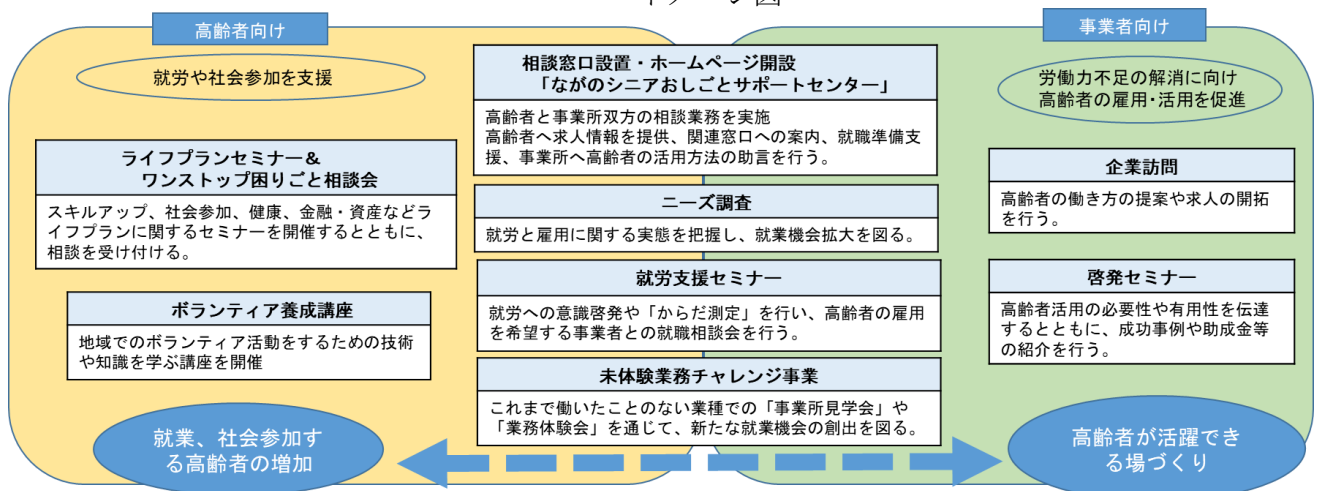 イメージ図
高齢者向け
就労や社会参加を支援
ライフプランセミナー＆
ワンストップ困りごと相談会
スキルアップ、社会参加、健康、金融・資産などラ
イフプランに関するセミナーを開催するとともに、
相談を受け付ける。
ボランティア養成講座
地域でのボランティア活動をするための技術
や知識を学ぶ講座を開催
就業、社会参加す
る高齢者の増加
相談窓口設置・ホームページ開設
「ながのシニアおしごとサポートセンター」
高齢者と事業所双方の相談業務を実施
高齢者へ求人情報を提供、関連窓口への案内、就職準備支
援、事業所へ高齢者の活用方法の助言を行う。
ニーズ調査
就労と雇用に関する実態を把握し、就業機会拡大を図る。
就労支援セミナー
就労への意識啓発や「からだ測定」を行い、高齢者の雇用
を希望する事業者との就職相談会を行う。
未体験業務チャレンジ事業
これまで働いたことのない業種での「事業所見学会」や
「業務体験会」を通じて、新たな就業機会の創出を図る。
事業者向け
労働力不足の解消に向け
高齢者の雇用・活用を促進
企業訪問
高齢者の働き方の提案や求人の開拓
を行う。
啓発セミナー
高齢者活用の必要性や有用性を伝達
するとともに、成功事例や助成金等
の紹介を行う。
高齢者が活躍でき
る場づくり